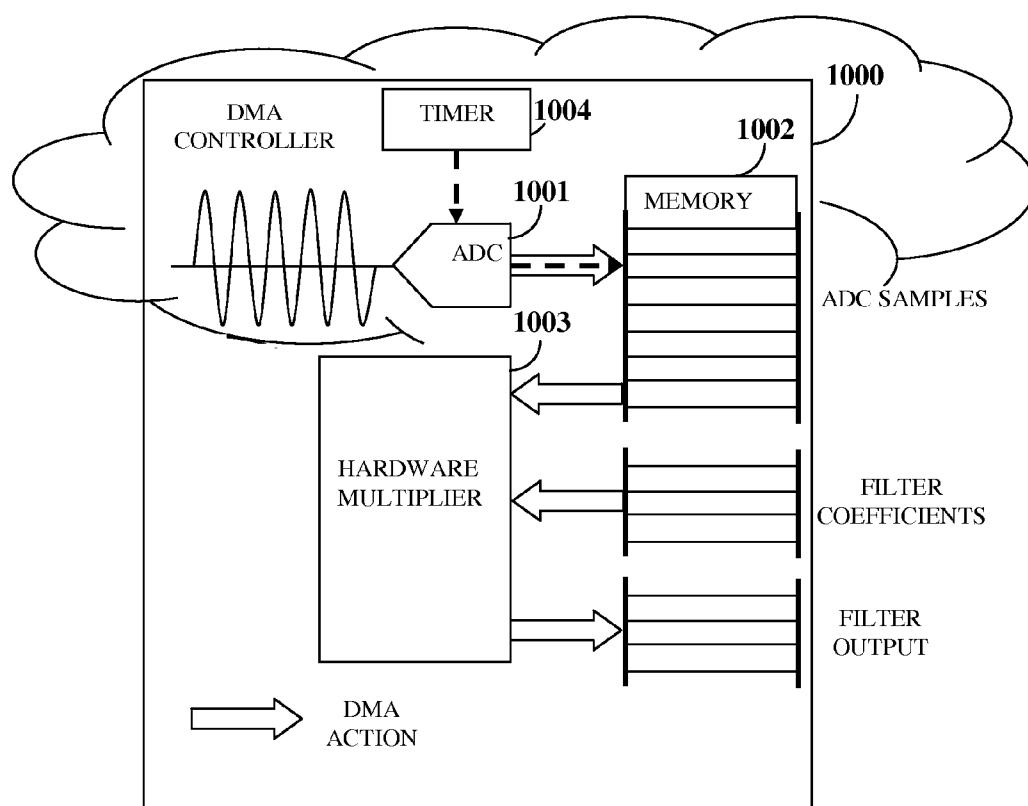 1000
DMA
CONTROLLER
TIMER
1004
1002
MEMORY
1001
ADC
ADC SAMPLES
1003
HARDWARE
MULTIPLIER
FILTER
COEFFICIENTS
FILTER
OUTPUT
DMA
ACTION